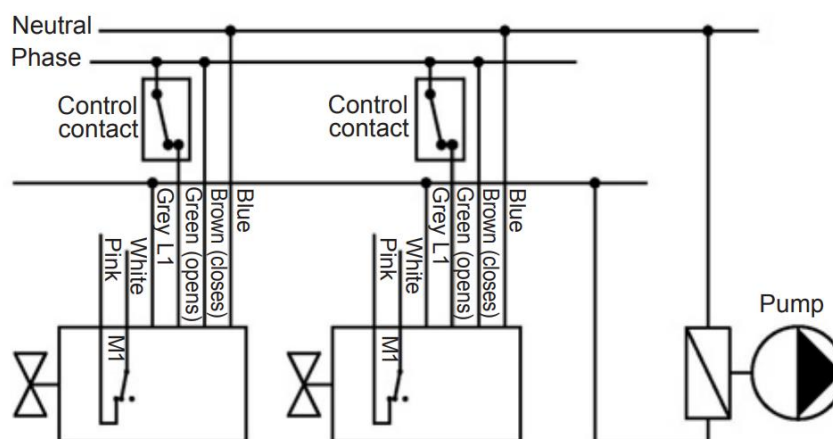 Neutral
Phase
Control
contact
Control
contact
Blue
Brown (closes)
Green (opens)
Grey L1
White
Pink
Blue
Brown (closes)
Green (opens)
Grey L1
White
Pink
Pump
M1
M1